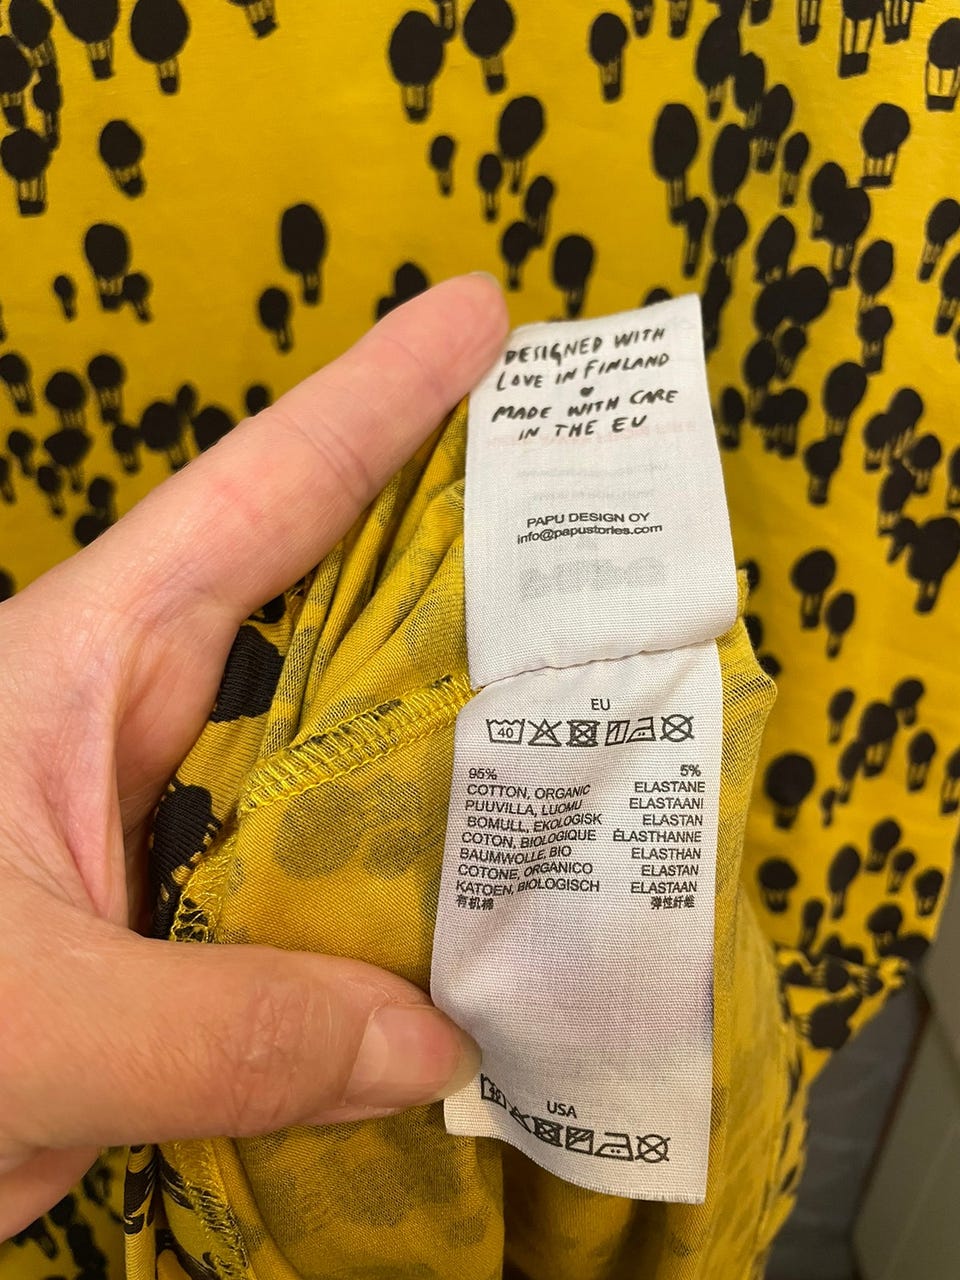 DESIGNED WITH
LOVE IN FINLAND
MADE WITH CARE
IN THE EU
PAPU DESIGN OY
info@papustories.com
EU
40
95% 5%
COTTON, ORGANIC ELASTANE
PUUVILLA, LUOMU ELASTAANI
BOMULL, EKOLOGISK ELASTAN
COTON, BIOLOGIQUE ÉLASTHANNE
BAUMWOLLE, BIO ELASTHAN
COTONE, ORGANICO ELASTAN
KATOEN, BIOLOGISCH ELASTAAN
有机棉 弹性纤维
USA